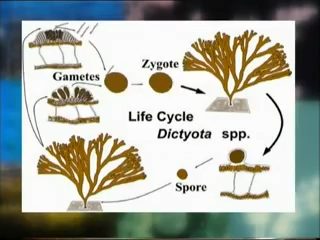 Zygote
Gametes
Life Cycle
Dictyota spp.
Spore